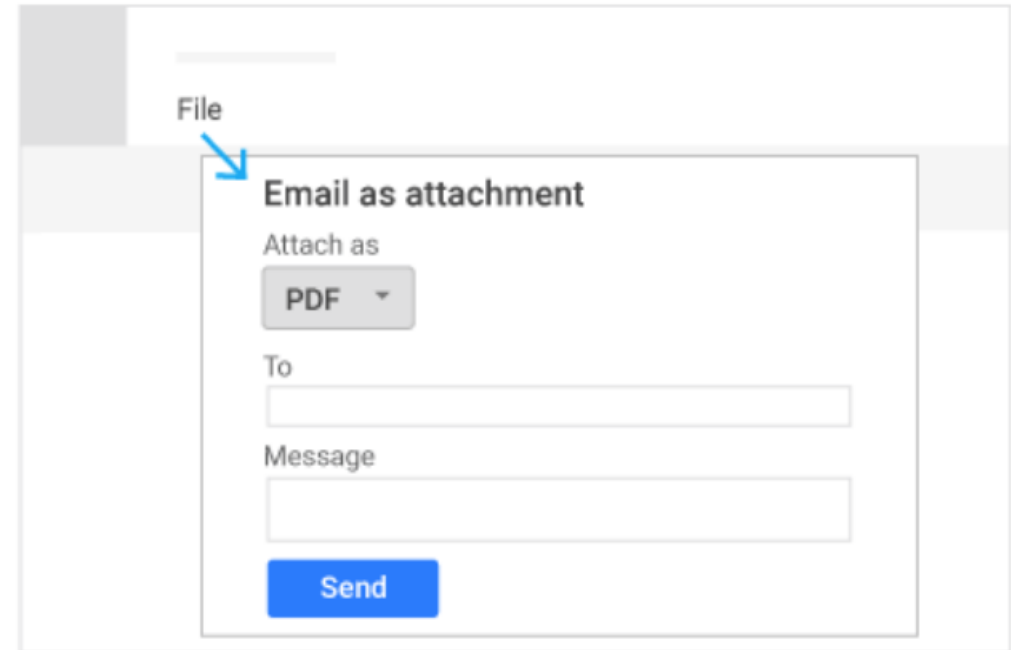 File
Email as attachment
Attach as
PDF
To
Message
Send